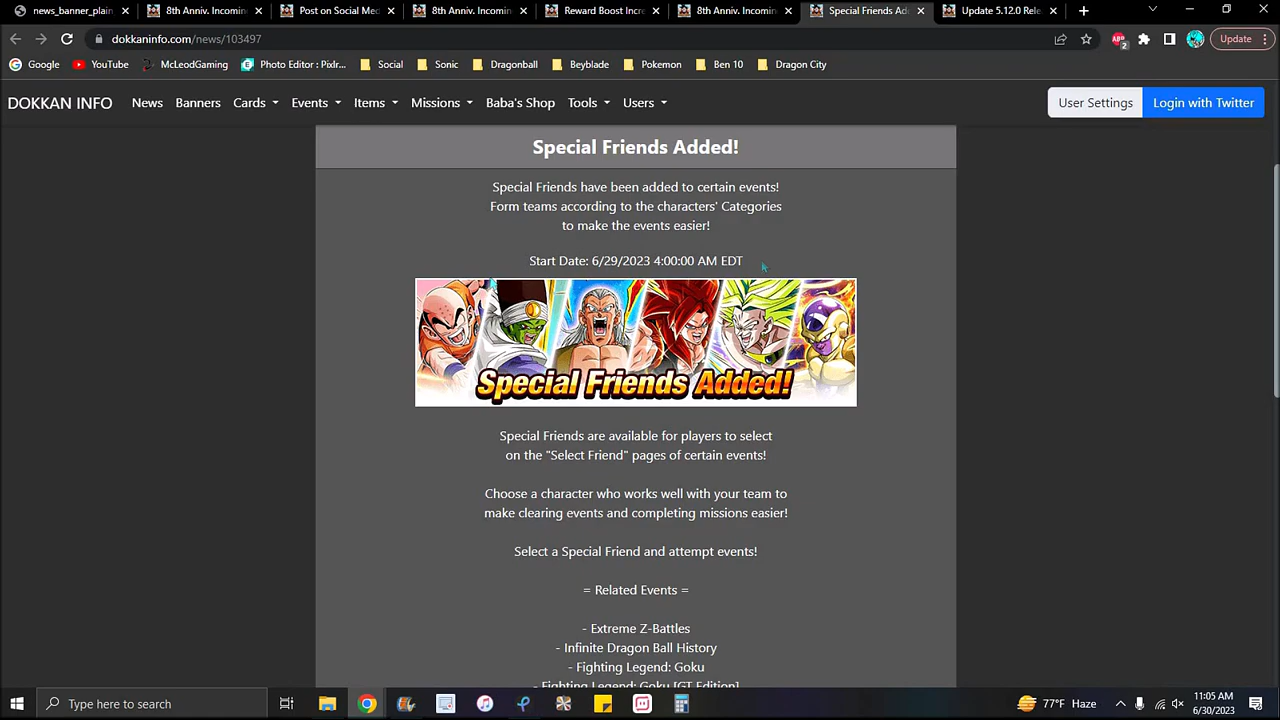 news_banner_plain
8th Anniv. Incomin
Post on Social Med
8th Anniv. Incomin
Reward Boost Incre
8th Anniv. Incomin
Special Friends Ad
Update 5.12.0 Rele
dokkaninfo.com/news/103497
2
Update
Google
YouTube
McLeodGaming
Photo Editor : Pixlr...
Social
Sonic
Dragonball
Beyblade
Pokemon
Ben 10
Dragon City
DOKKAN INFO
News
Banners
Cards
Events
Items
Missions
Baba's Shop
Tools
Users
User Settings
Login with Twitter
Special Friends Added!
Special Friends have been added to certain events!
Form teams according to the characters' Categories
to make the events easier!
Start Date: 6/29/2023 4:00:00 AM EDT
Special Friends Added!
Special Friends are available for players to select
on the "Select Friend" pages of certain events!
Choose a character who works well with your team to
make clearing events and completing missions easier!
Select a Special Friend and attempt events!
= Related Events =
- Extreme Z-Battles
- Infinite Dragon Ball History
- Fighting Legend: Goku
- Fighting Legend: Goku [GT Edition]
Type here to search
77°F Haze
11:05 AM
6/30/2023